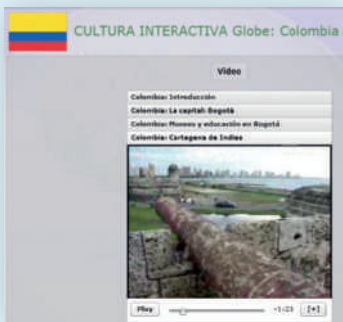 CULTURA INTERACTIVA Globe: Colombia
Video
Colombia: Introducción
Colombia: La capital: Bogotá
Colombia: Museos y educación en Bogotá
Colombia: Cartagena de Indias
Play
-1:23
[+]